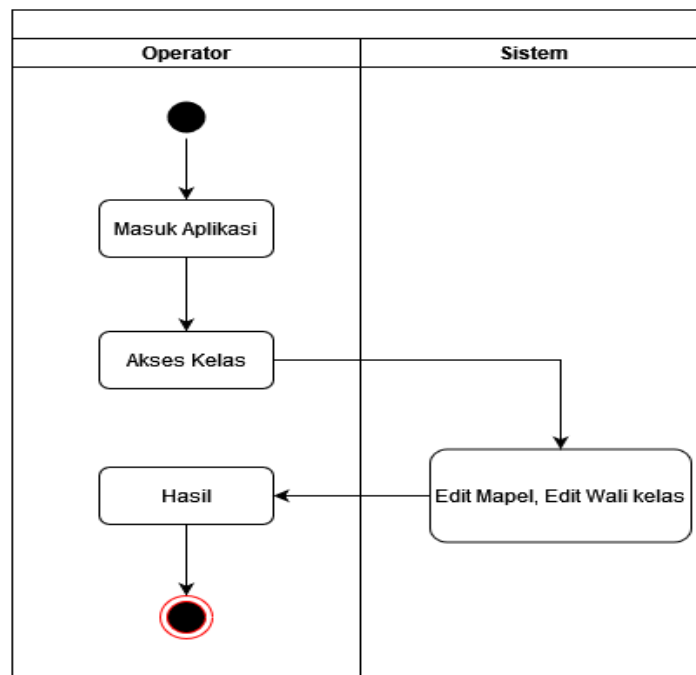 Operator
Sistem
Masuk Aplikasi
Akses Kelas
Edit Mapel, Edit Wali kelas
Hasil